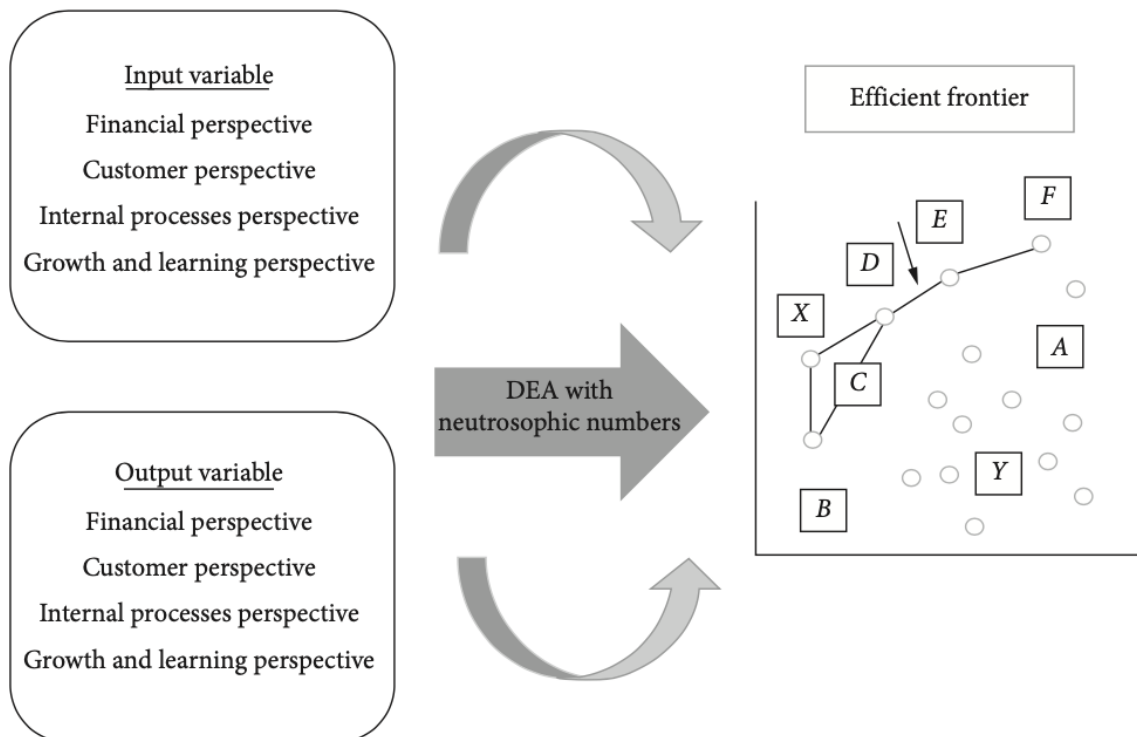 Input variable
Financial perspective
Customer perspective
Internal processes perspective
Growth and learning perspective
Output variable
Financial perspective
Customer perspective
Internal processes perspective
Growth and learning perspective
DEA with
neutrosophic numbers
Efficient frontier
F
E
D
X
A
C
Y
B